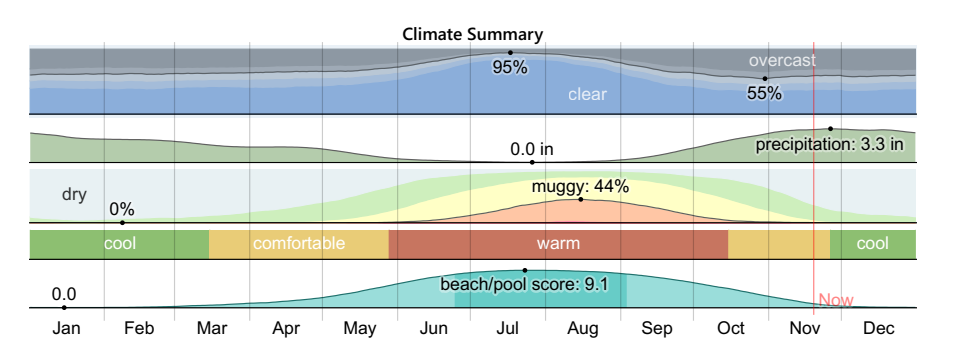 Climate Summary
overcast
95%
clear
55%
0.0 in
precipitation: 3.3 in
dry
muggy: 44%
0%
cool
comfortable
warm
cool
beach/pool score: 9.1
0.0
Now
Jan Feb Mar Apr May Jun Jul Aug Sep Oct Nov Dec